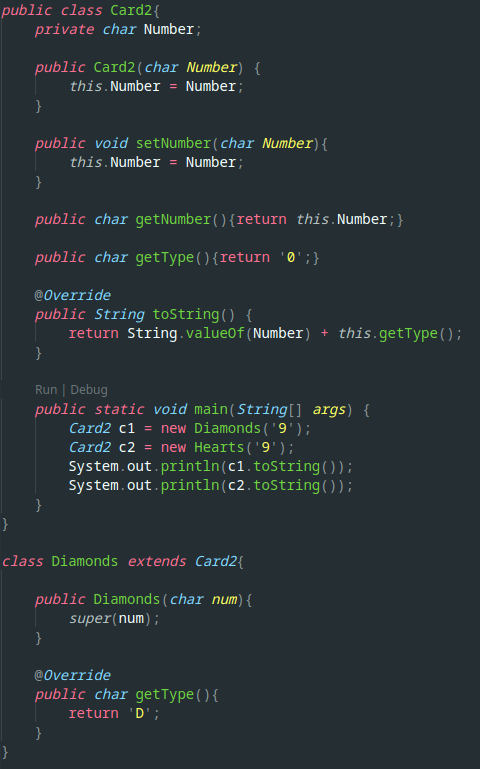 public class Card2{
    private char Number;

    public Card2(char Number) {
        this.Number = Number;
    }

    public void setNumber(char Number){
        this.Number = Number;
    }

    public char getNumber(){return this.Number;}

    public char getType(){return '0';}

    @Override
    public String toString() {
        return String.valueOf(Number) + this.getType();
    }

    Run | Debug
    public static void main(String[] args) {
        Card2 c1 = new Diamonds('9');
        Card2 c2 = new Hearts('9');
        System.out.println(c1.toString());
        System.out.println(c2.toString());
    }
}

class Diamonds extends Card2{

    public Diamonds(char num){
        super(num);
    }

    @Override
    public char getType(){
        return 'D';
    }
}